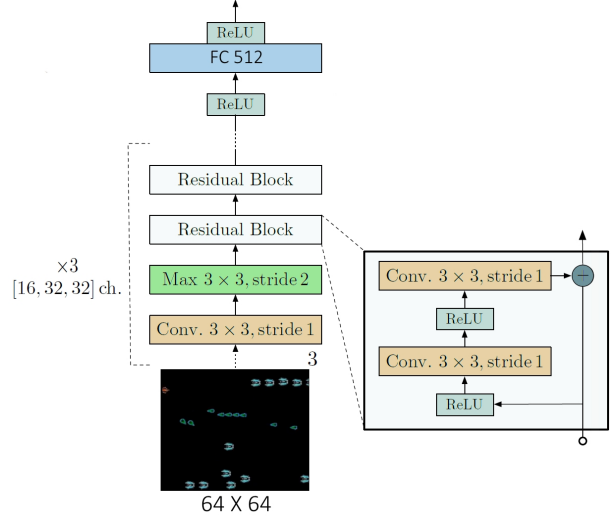 ReLU
FC 512
ReLU
Residual Block
Residual Block
×3
[16, 32, 32] ch.
Max 3 × 3, stride 2
Conv. 3 × 3, stride 1
3
64 X 64
Conv. 3 × 3, stride 1
+
ReLU
Conv. 3 × 3, stride 1
ReLU